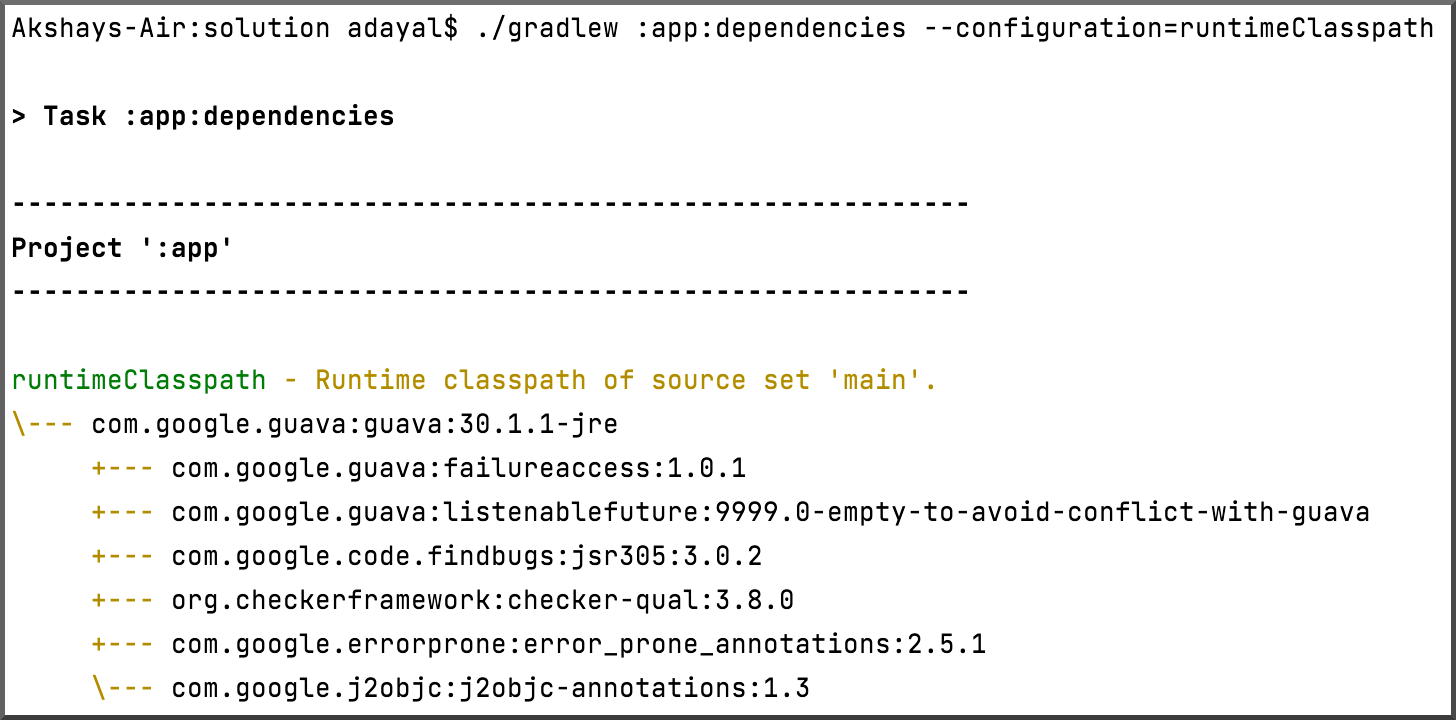 Akshays-Air:solution adayal$ ./gradlew :app:dependencies --configuration=runtimeClasspath
> Task :app:dependencies
------------------------------------------------------------
Project ':app'
------------------------------------------------------------
runtimeClasspath - Runtime classpath of source set 'main'.
\--- com.google.guava:guava:30.1.1-jre
     +--- com.google.guava:failureaccess:1.0.1
     +--- com.google.guava:listenablefuture:9999.0-empty-to-avoid-conflict-with-guava
     +--- com.google.code.findbugs:jsr305:3.0.2
     +--- org.checkerframework:checker-qual:3.8.0
     +--- com.google.errorprone:error_prone_annotations:2.5.1
     \--- com.google.j2objc:j2objc-annotations:1.3